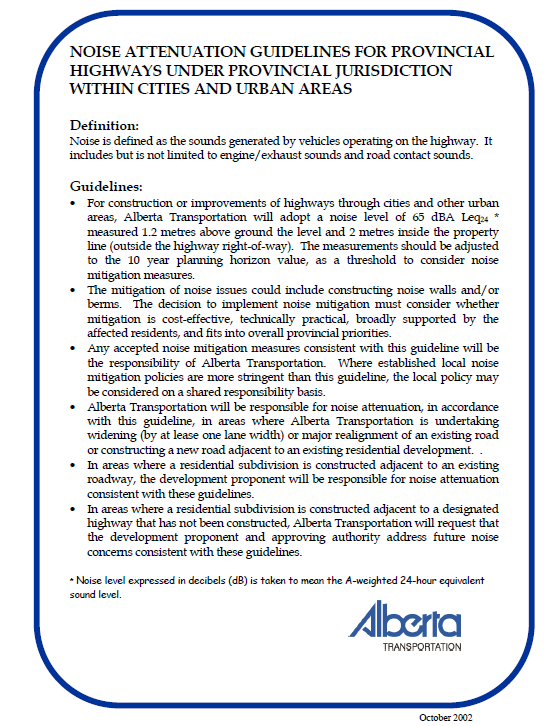 NOISE ATTENUATION GUIDELINES FOR PROVINCIAL
HIGHWAYS UNDER PROVINCIAL JURISDICTION
WITHIN CITIES AND URBAN AREAS
Definition:
Noise is defined as the sounds generated by vehicles operating on the highway.  It
includes but is not limited to engine/exhaust sounds and road contact sounds.
Guidelines:
• For construction or improvements of highways through cities and other urban
areas, Alberta Transportation will adopt a noise level of 65 dBA Leq24 *
measured 1.2 metres above ground the level and 2 metres inside the property
line (outside the highway right-of-way).  The measurements should be adjusted
to the 10 year planning horizon value, as a threshold to consider noise
mitigation measures.
• The mitigation of noise issues could include constructing noise walls and/or
berms.  The decision to implement noise mitigation must consider whether
mitigation is cost-effective, technically practical, broadly supported by the
affected residents, and fits into overall provincial priorities.
• Any accepted noise mitigation measures consistent with this guideline will be
the responsibility of Alberta Transportation.  Where established local noise
mitigation policies are more stringent than this guideline, the local policy may
be considered on a shared responsibility basis.
• Alberta Transportation will be responsible for noise attenuation, in accordance
with this guideline, in areas where Alberta Transportation is undertaking
widening (by at lease one lane width) or major realignment of an existing road
or constructing a new road adjacent to an existing residential development.  .
• In areas where a residential subdivision is constructed adjacent to an existing
roadway, the development proponent will be responsible for noise attenuation
consistent with these guidelines.
• In areas where a residential subdivision is constructed adjacent to a designated
highway that has not been constructed, Alberta Transportation will request that
the development proponent and approving authority address future noise
concerns consistent with these guidelines.
* Noise level expressed in decibels (dB) is taken to mean the A-weighted 24-hour equivalent
sound level.
Alberta
TRANSPORTATION
October 2002